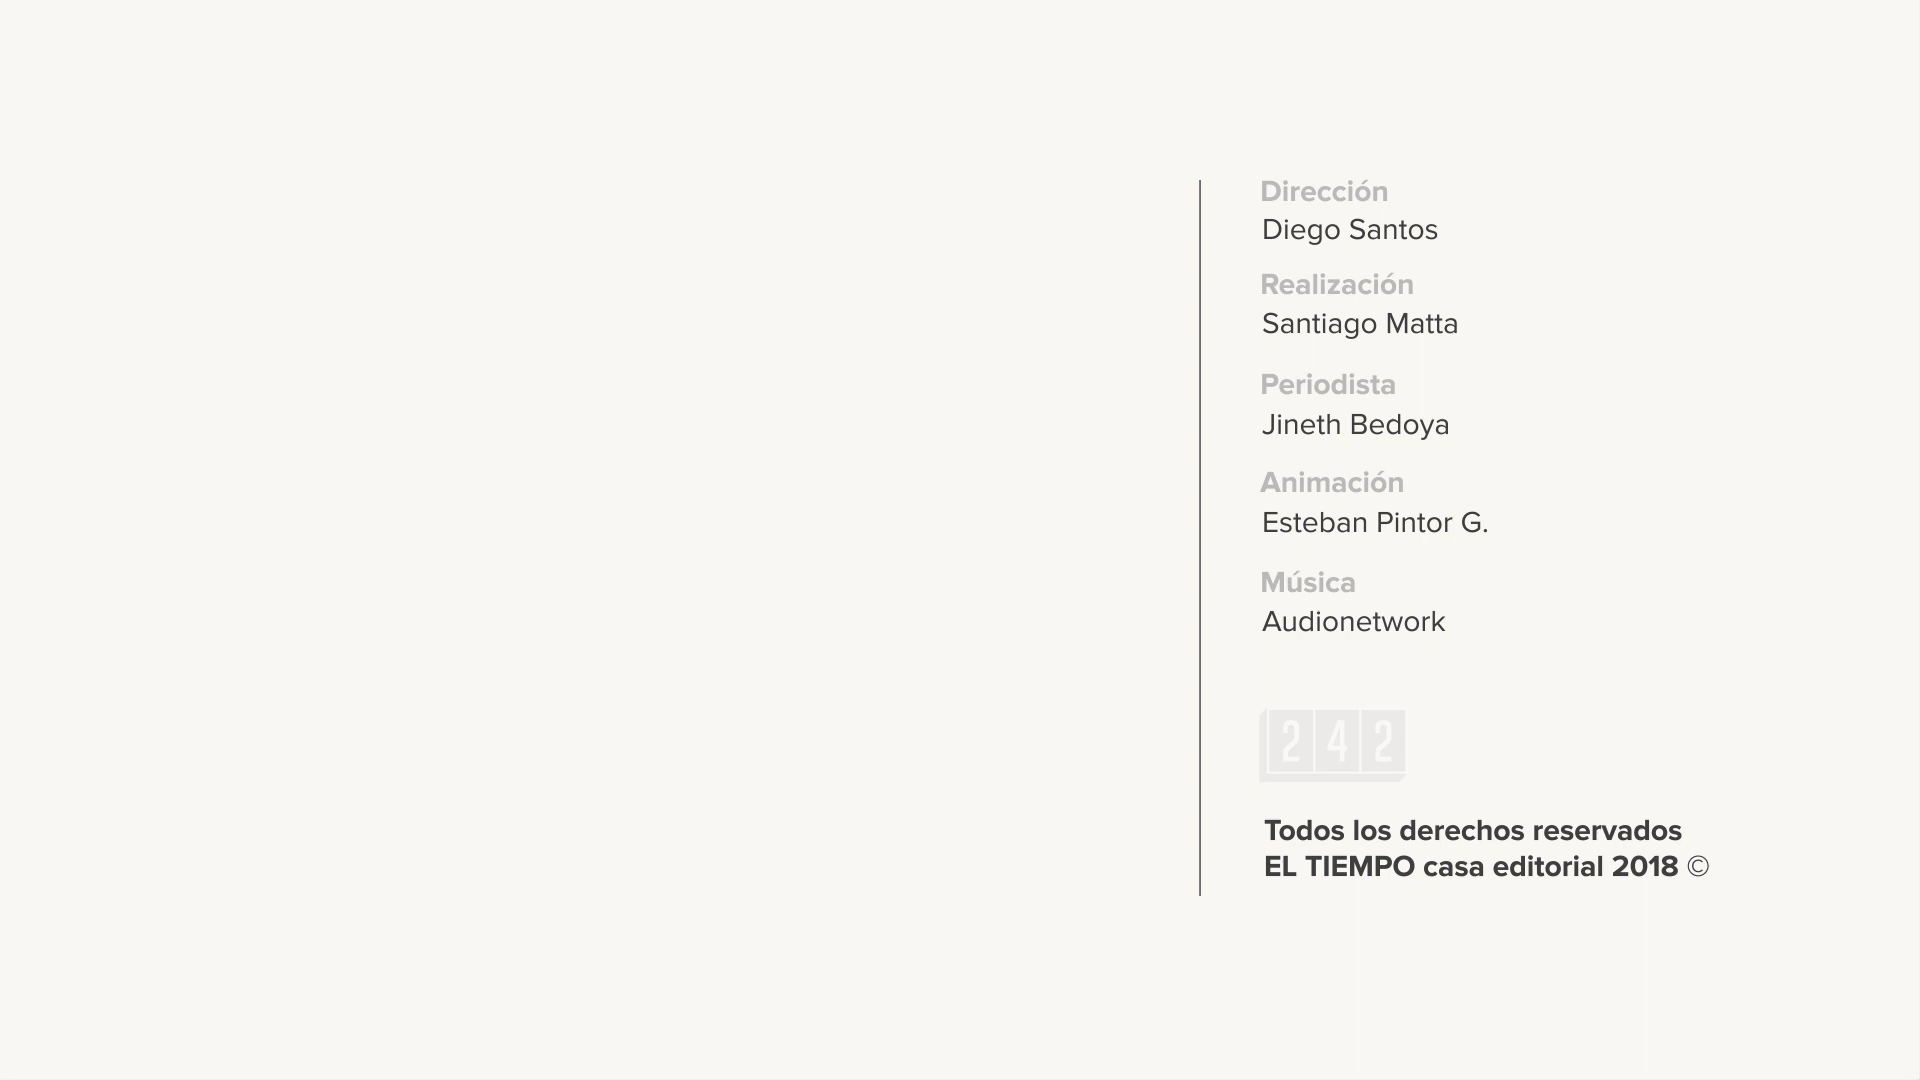 Dirección
Diego Santos
Realización
Santiago Matta
Periodista
Jineth Bedoya
Animación
Esteban Pintor G.
Música
Audionetwork
242
Todos los derechos reservados
EL TIEMPO casa editorial 2018 ©